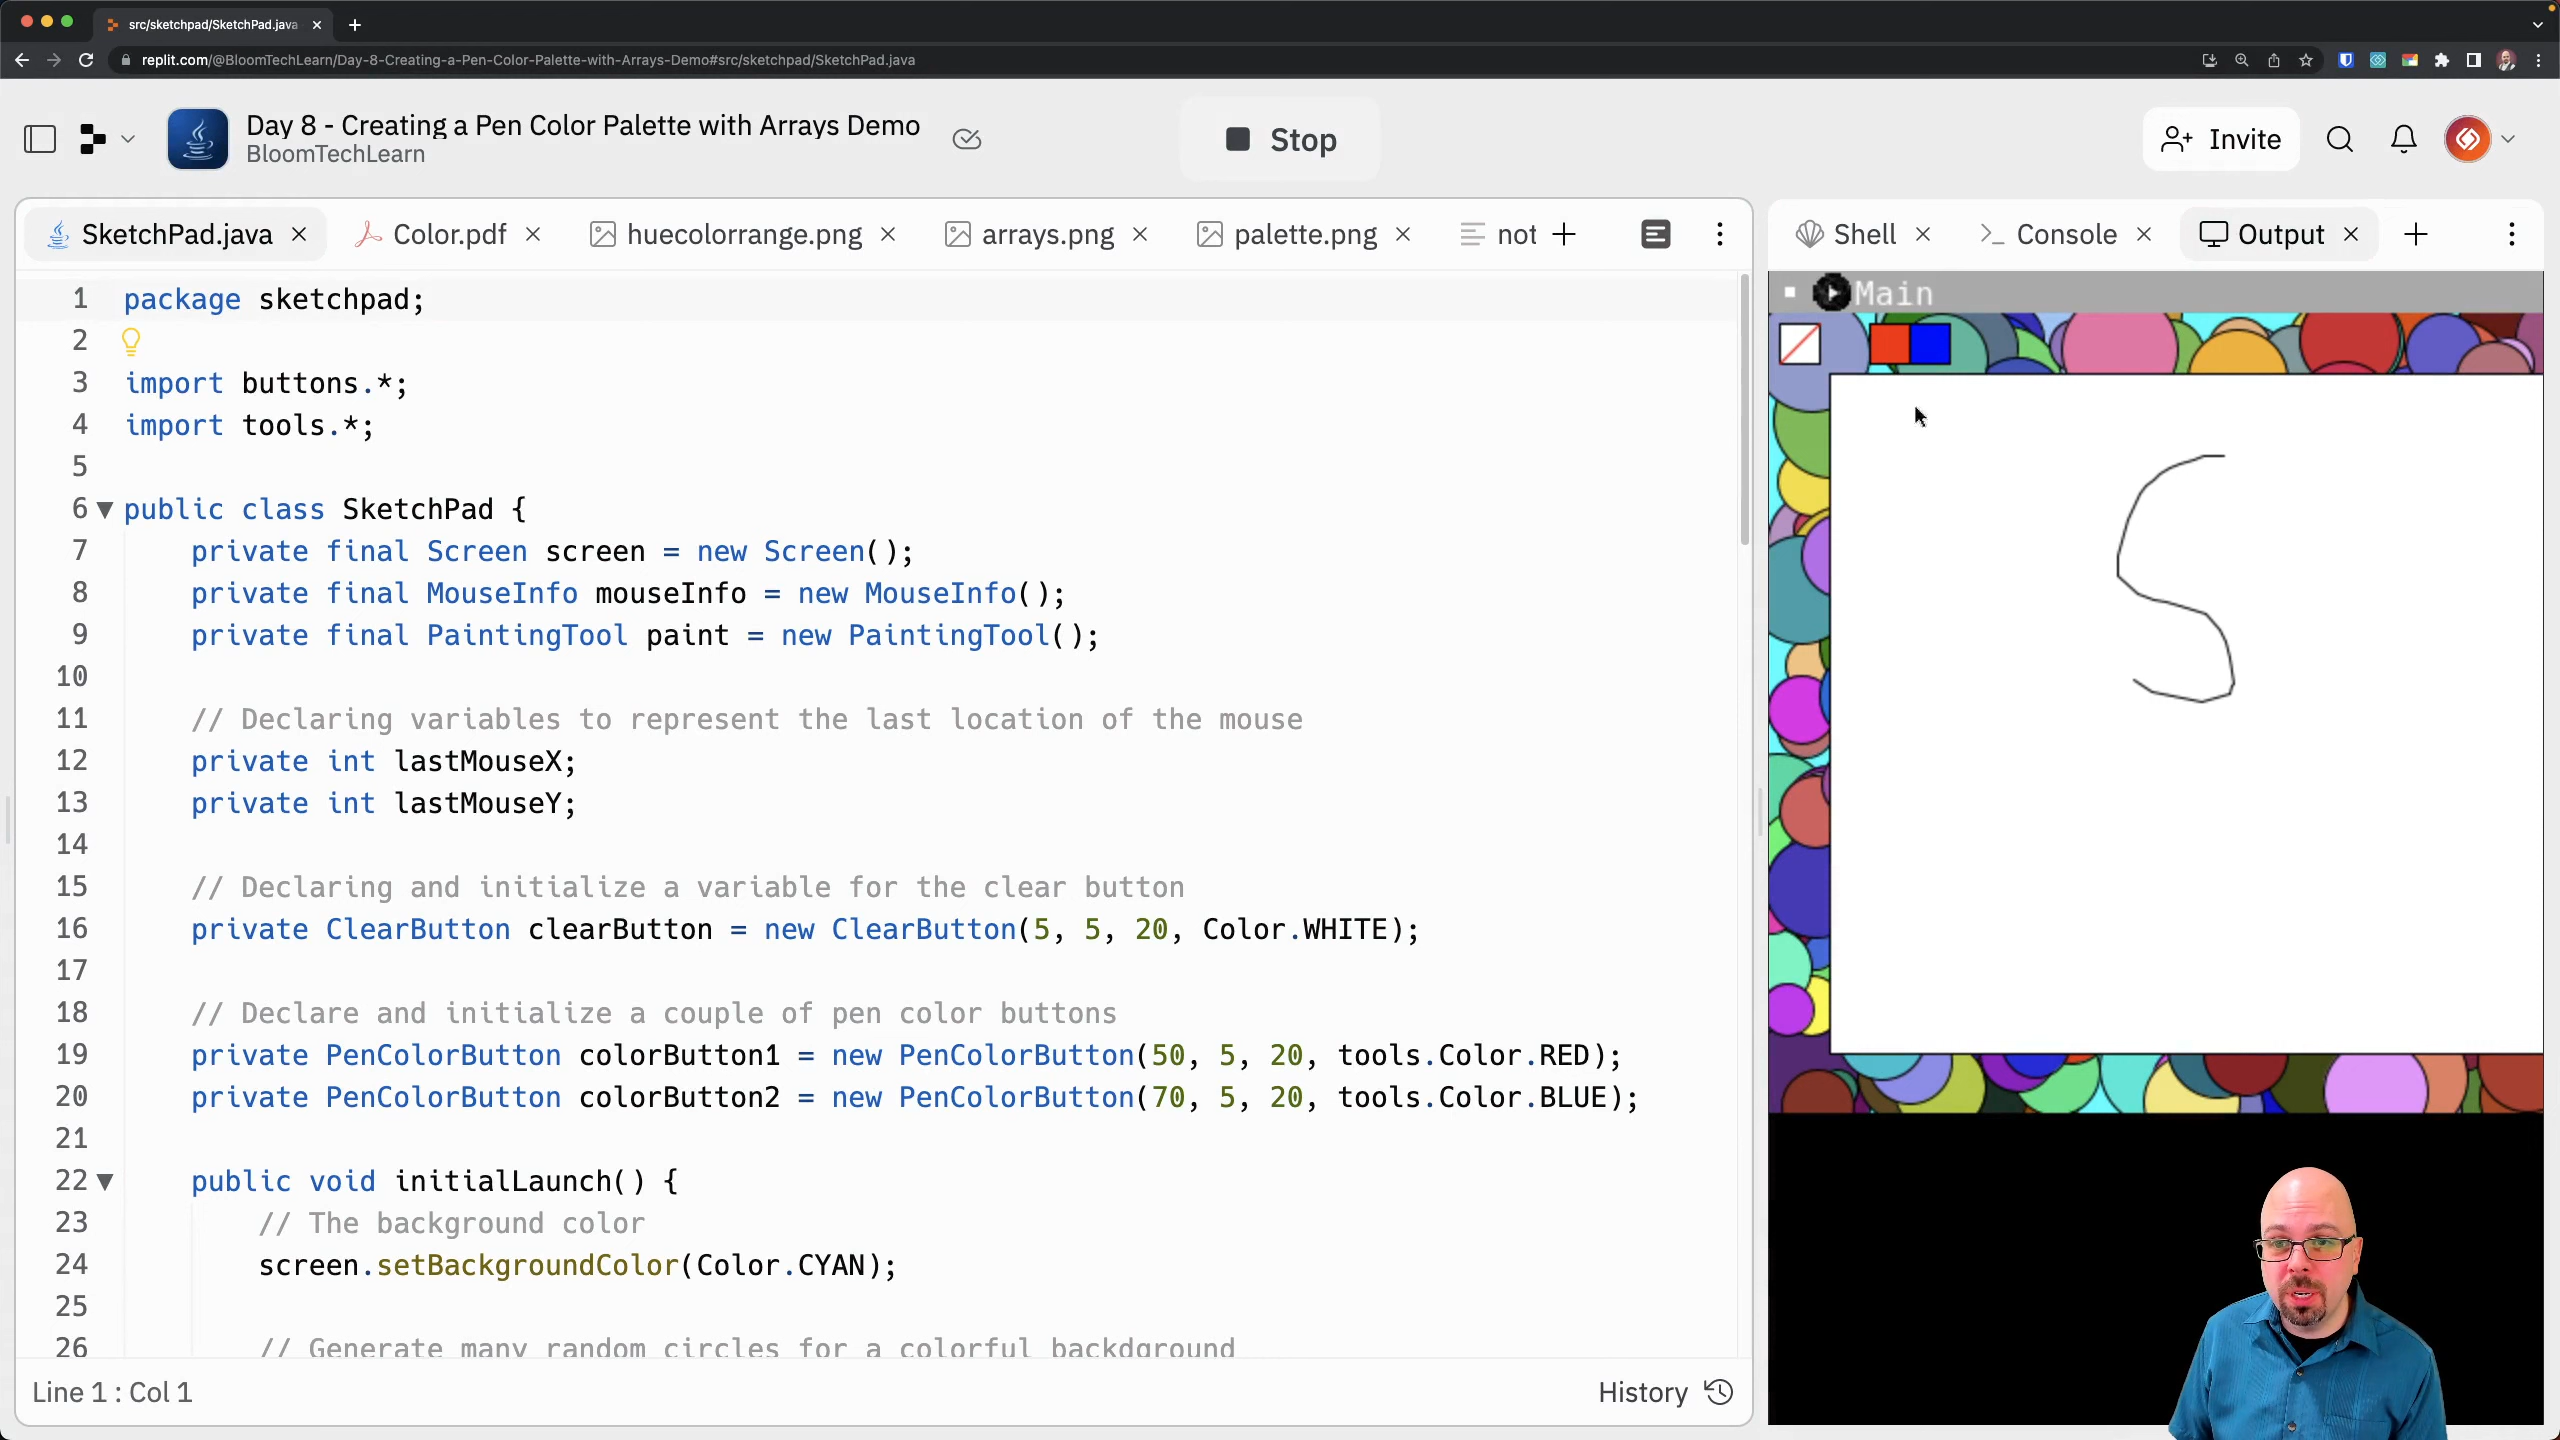 src/sketchpad/SketchPad.java
replit.com/@BloomTechLearn/Day-8-Creating-a-Pen-Color-Palette-with-Arrays-Demo#src/sketchpad/SketchPad.java
Day 8 - Creating a Pen Color Palette with Arrays Demo
BloomTechLearn
Stop
Invite
SketchPad.java
Color.pdf
huecolorrange.png
arrays.png
palette.png
not
Shell
Console
Output
Main
1 package sketchpad;
2
3 import buttons.*;
4 import tools.*;
5
6 public class SketchPad {
7 private final Screen screen = new Screen();
8 private final MouseInfo mouseInfo = new MouseInfo();
9 private final PaintingTool paint = new PaintingTool();
10
11 // Declaring variables to represent the last location of the mouse
12 private int lastMouseX;
13 private int lastMouseY;
14
15 // Declaring and initialize a variable for the clear button
16 private ClearButton clearButton = new ClearButton(5, 5, 20, Color.WHITE);
17
18 // Declare and initialize a couple of pen color buttons
19 private PenColorButton colorButton1 = new PenColorButton(50, 5, 20, tools.Color.RED);
20 private PenColorButton colorButton2 = new PenColorButton(70, 5, 20, tools.Color.BLUE);
21
22 public void initialLaunch() {
23 // The background color
24 screen.setBackgroundColor(Color.CYAN);
25
26 // Generate many random circles for a colorful backdground
S
Line 1 : Col 1
History